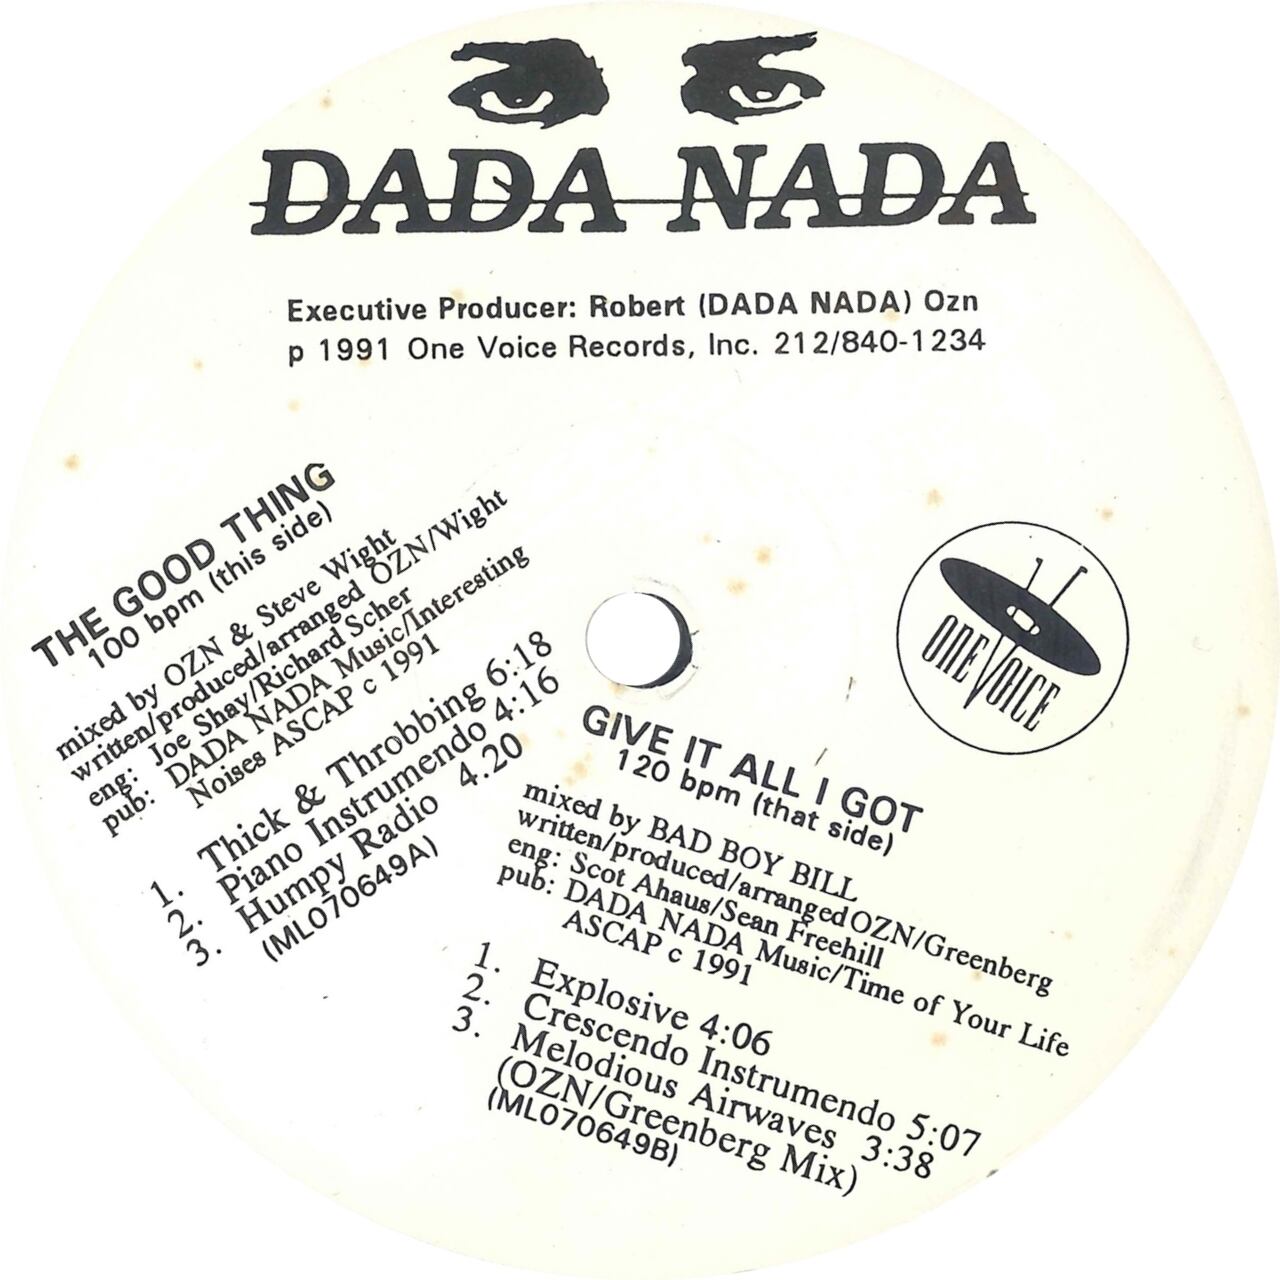 DADA NADA
Executive Producer: Robert (DADA NADA) Ozn
p 1991 One Voice Records, Inc. 212/840-1234
THE GOOD THING
100 bpm (this side)
mixed by OZN & Steve Wight
written/produced/arranged OZN/Wight
eng: Joe Shay/Richard Scher
pub: DADA NADA Music/Interesting
Noises ASCAP c 1991
1. Thick & Throbbing 6:18
2. Piano Instrumendo 4:16
3. Humpy Radio 4.20
(ML070649A)
ONE VOICE
GIVE IT ALL I GOT
120 bpm (that side)
mixed by BAD BOY BILL
written/produced/arranged OZN/Greenberg
eng: Scot Ahaus/Sean Freehill
pub: DADA NADA Music/Time of Your Life
ASCAP c 1991
1. Explosive 4:06
2. Crescendo Instrumendo 5:07
3. Melodious Airwaves 3:38
(OZN/Greenberg Mix)
(ML070649B)